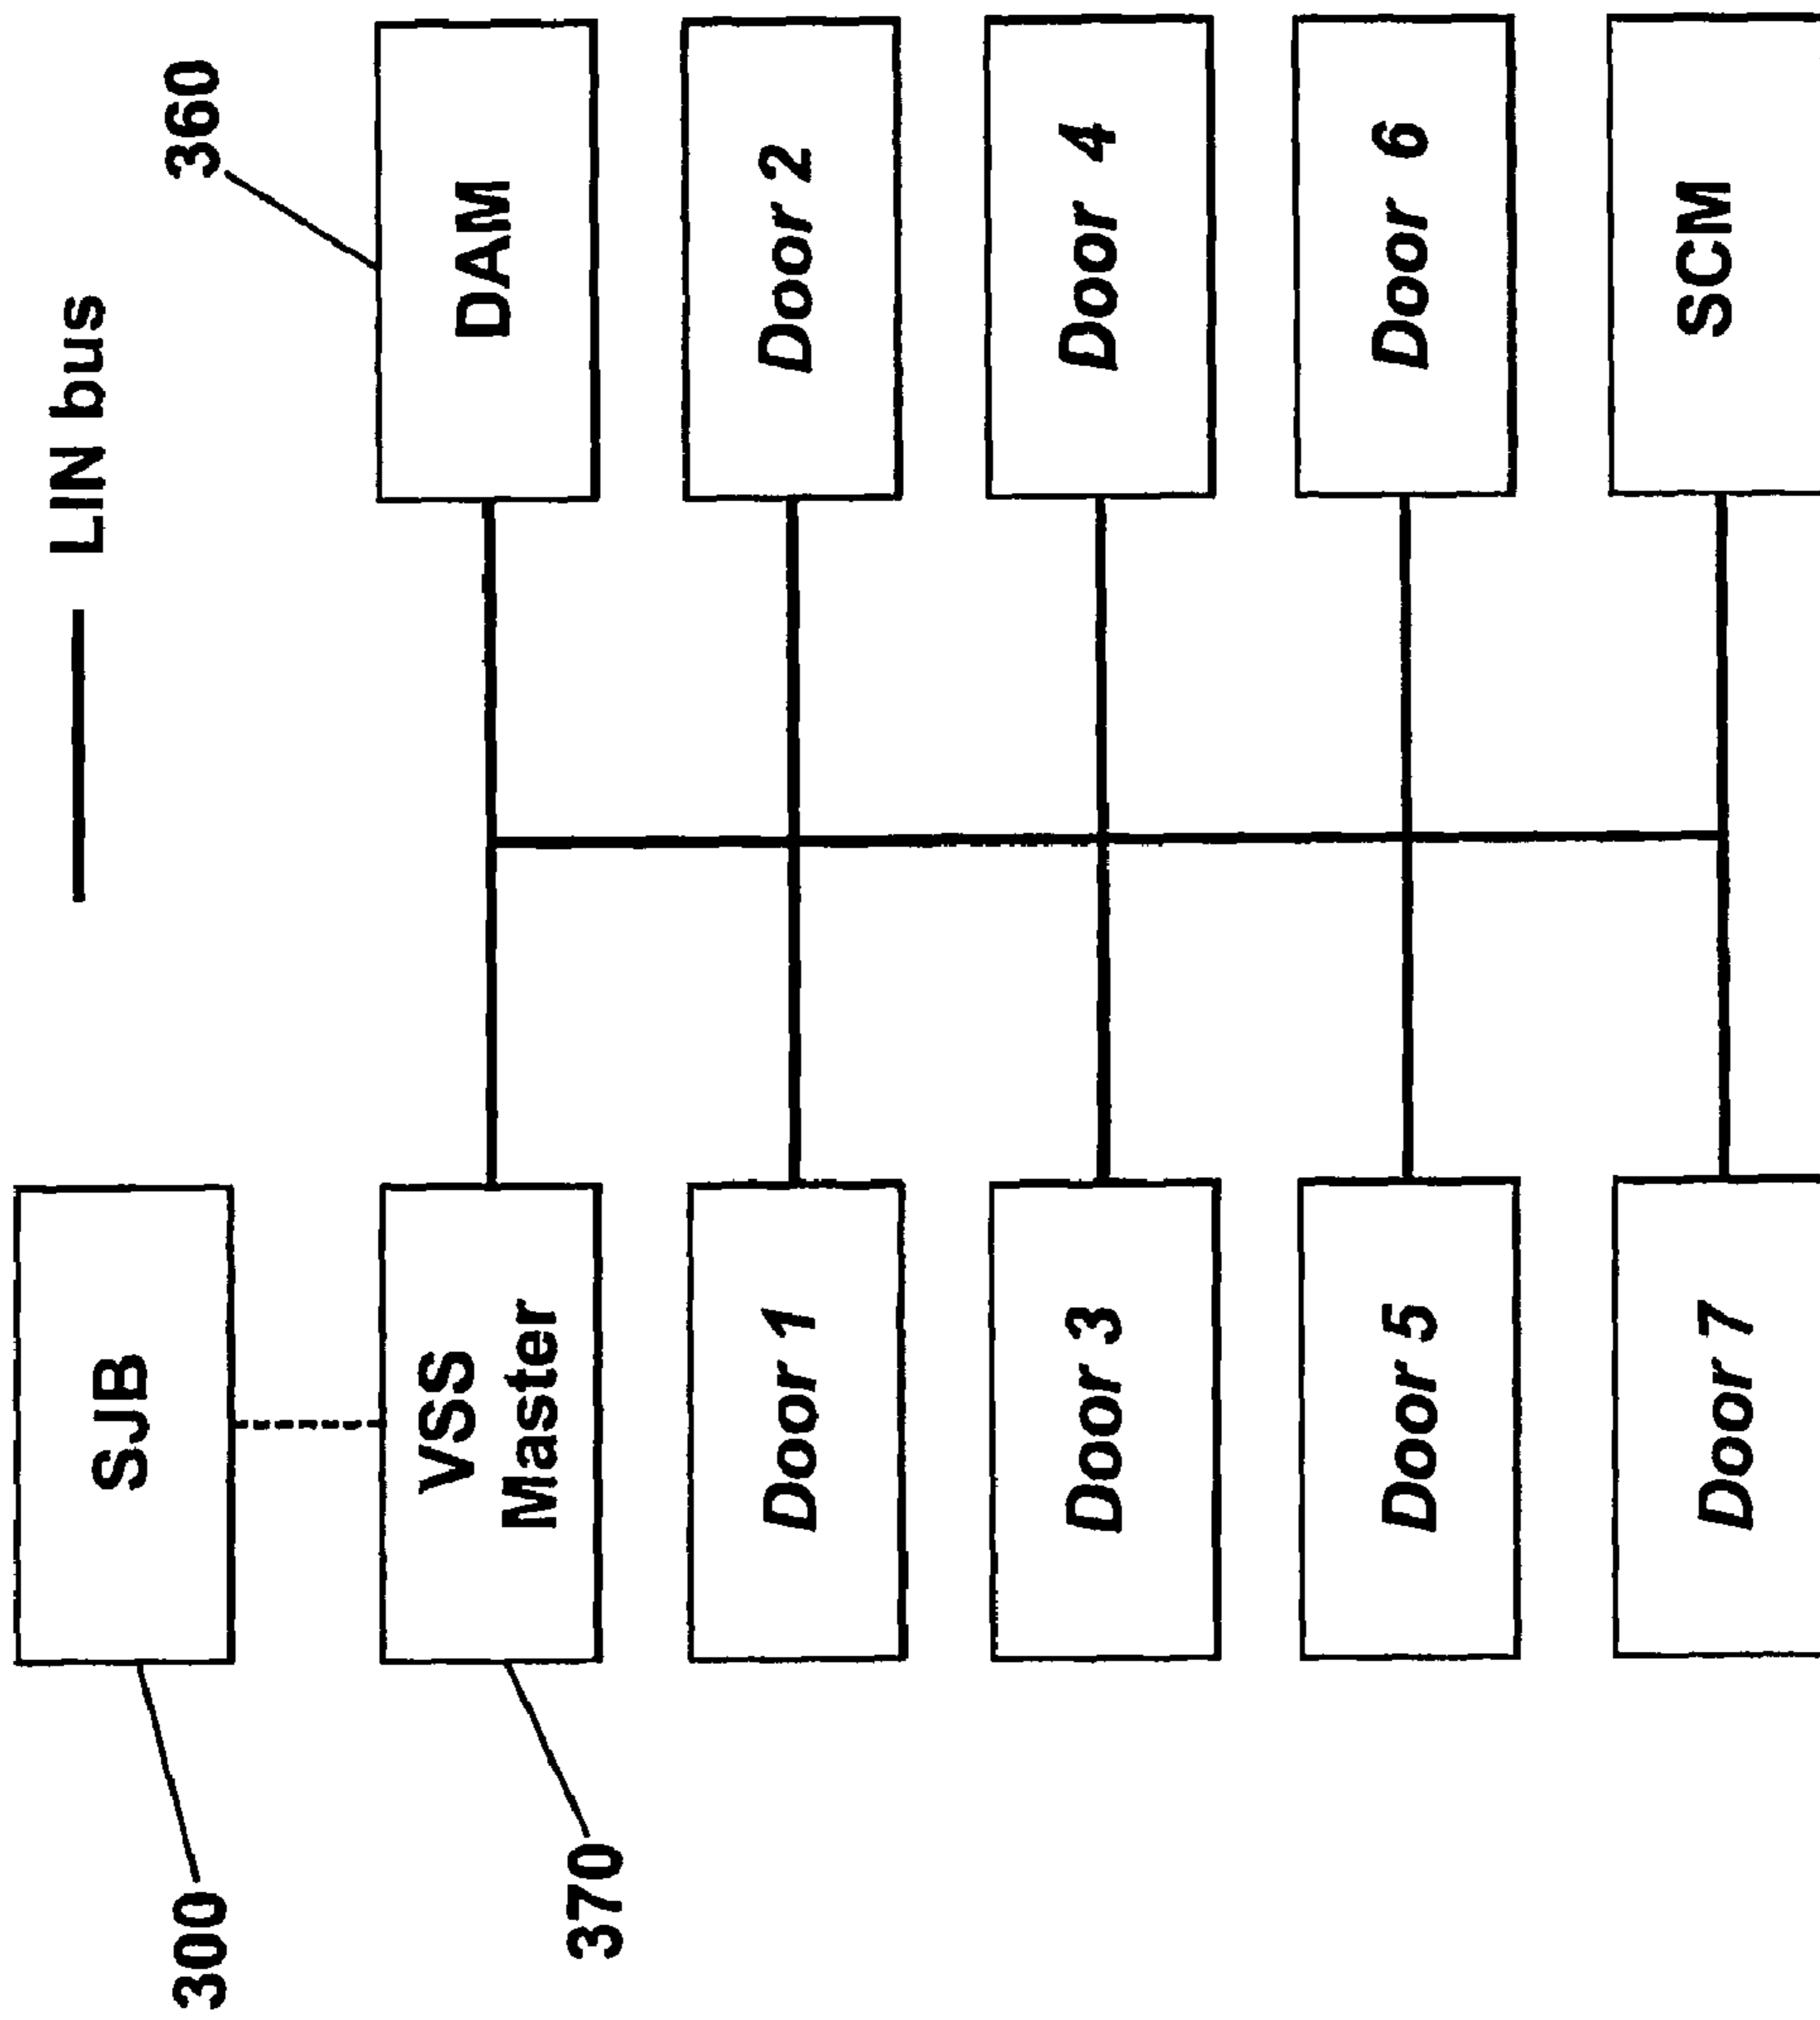 LIN bus
360
300
SJB
370
VSS
Master
DAM
Door 1
Door 2
Door 3
Door 4
Door 5
Door 6
Door 7
SCM